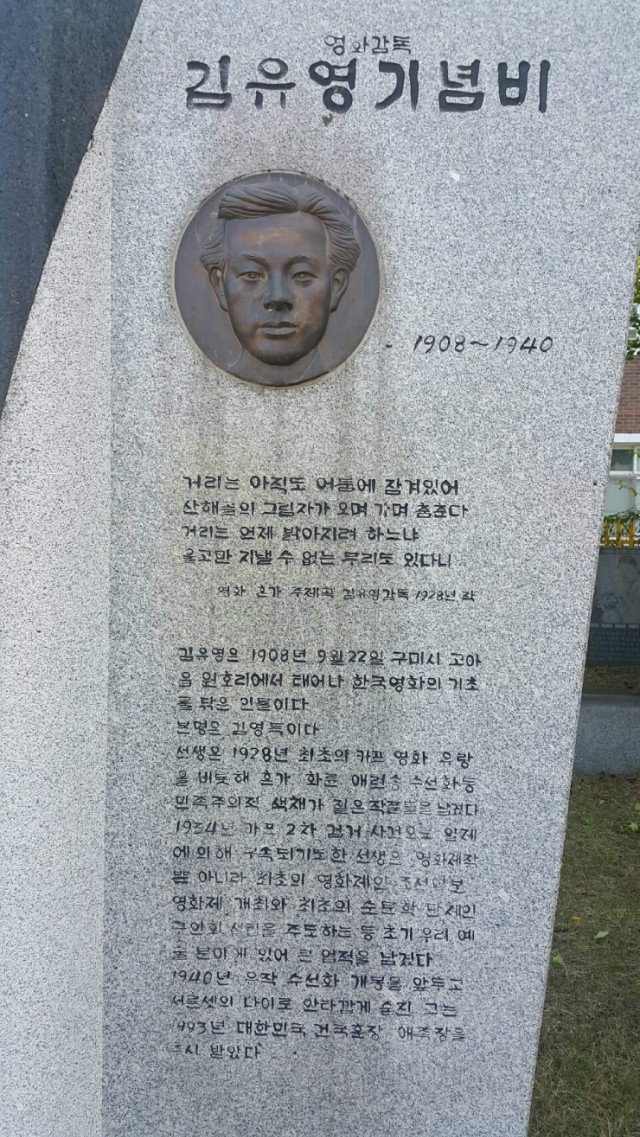 영화감독
김유영기념비
1908~1940
거리는 아직도 어둠에 잠겨있어
산해들의 그림자가 오며 가며 춤춘다
거리는 언제 밝아지려 하느냐
울고만 지낼 수 없는 무리도 있다니
영화 혼가 주제곡 김유영감독 1928년 작
김유영은 1908년 9월22일 구미시 고아
읍 원호리에서 태어나 한국영화의 기초
를 닦은 인물이다
본명은 김영득이다
선생은 1928년 최초의 카프 영화 유랑
을 비롯해 혼가 화륜 애련송 수선화등
민족주의적 색채가 짙은작품들을 남겼다
1934년 카프 2차 검거 사건으로 일제
에 의해 구속되기도한 선생은 영화제작
뿐 아니라 최초의 영화제인 조선일보
영화제 개최와 최초의 순문학 단체인
구인회 설립을 주도하는 등 초기 우리 예
술 분야에 있어 큰 업적을 남겼다
1940년 유작 수선화 개봉을 앞두고
서른셋의 나이로 안타깝게 숨진 그는
1993년 대한민국 건국훈장 애족장을
추서 받았다